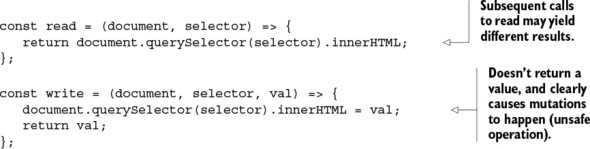 const read = (document, selector) => {
return document.querySelector(selector).innerHTML;
};
Subsequent calls
to read may yield
different results.
const write = (document, selector, val) => {
document.querySelector(selector).innerHTML = val;
return val;
};
Doesn't return a
value, and clearly
causes mutations
to happen (unsafe
operation).